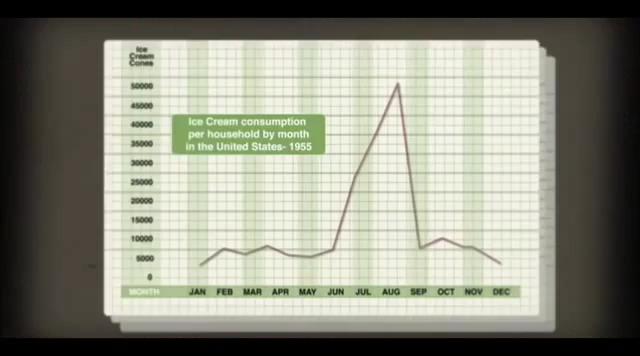 Ice
Cream
Cones
50000
45000
40000
35000
30000
25000
20000
15000
10000
5000
0
Ice Cream consumption
per household by month
in the United States- 1955
MONTH JAN FEB MAR APR MAY JUN JUL AUG SEP OCT NOV DEC